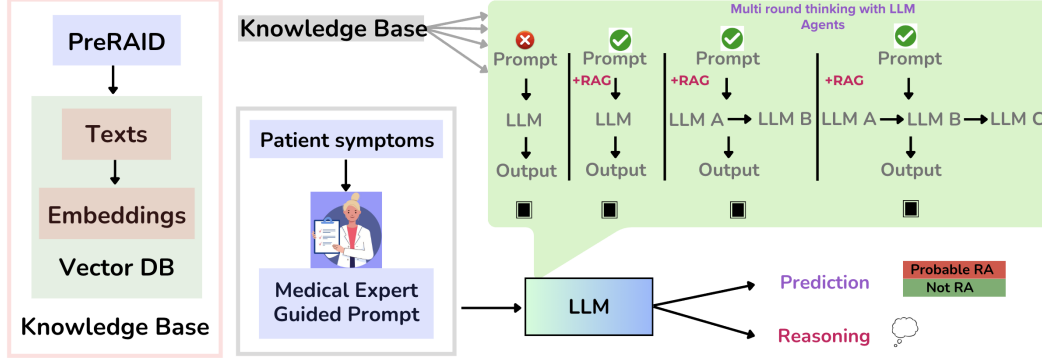 PreRAID
Texts
Embeddings
Vector DB
Knowledge Base
Knowledge Base
Patient symptoms
Medical Expert
Guided Prompt
Multi round thinking with LLM
Agents
Prompt
LLM
Output
Prompt
+RAG
LLM
Output
Prompt
+RAG
LLM A
LLM B
Output
Prompt
+RAG
LLM A
LLM B
LLM C
Output
LLM
Prediction
Probable RA
Not RA
Reasoning